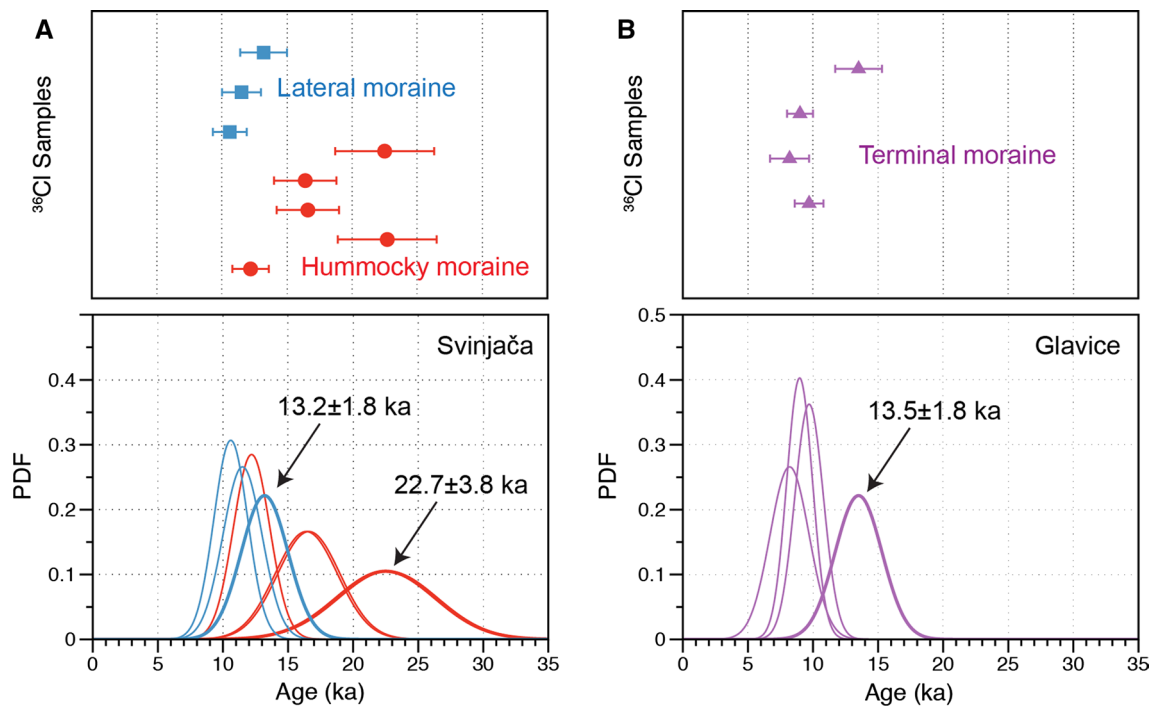 A
³⁶Cl Samples
Lateral moraine
Hummocky moraine
Svinjača
13.2±1.8 ka
22.7±3.8 ka
PDF
0.4
0.3
0.2
0.1
0
0 5 10 15 20 25 30 35
Age (ka)
B
³⁶Cl Samples
Terminal moraine
Glavice
13.5±1.8 ka
PDF
0.5
0.4
0.3
0.2
0.1
0
0 5 10 15 20 25 30 35
Age (ka)